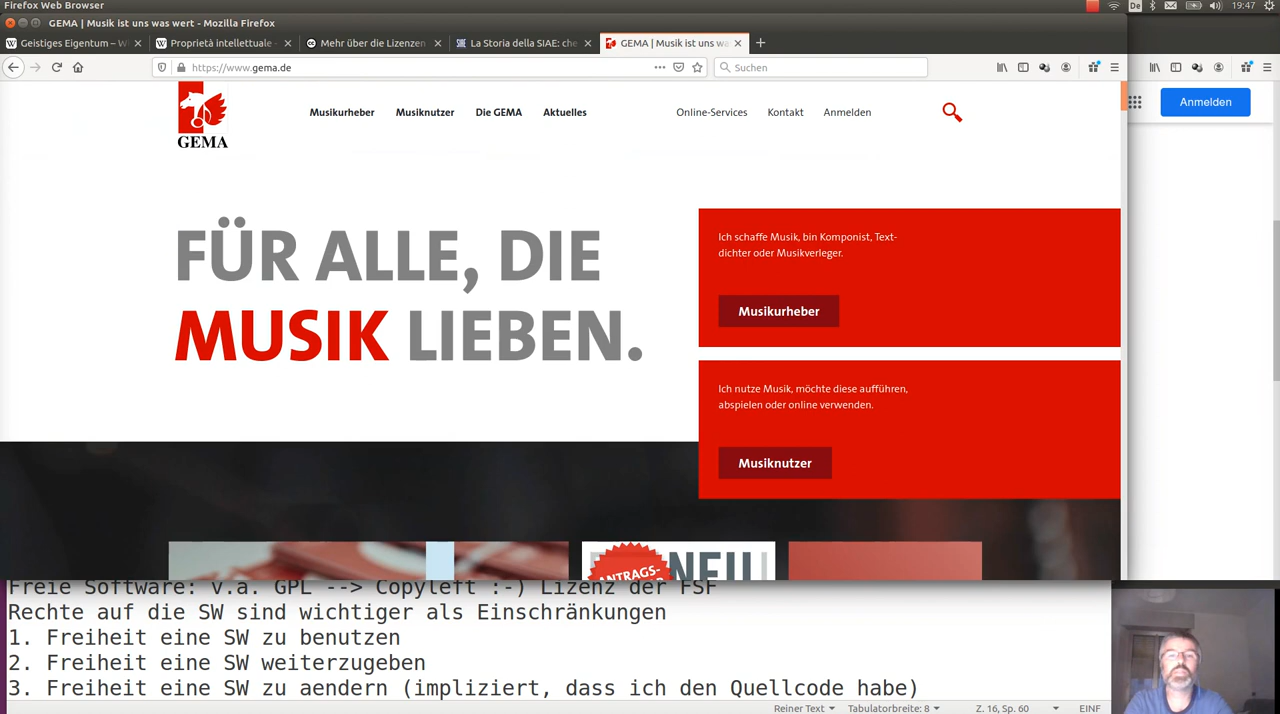 Firefox Web Browser
De
19:47
GEMA | Musik ist uns was wert - Mozilla Firefox
Geistiges Eigentum – W
Proprietà intellettuale -
Mehr über die Lizenzen
La Storia della SIAE: che
GEMA | Musik ist uns wa
https://www.gema.de
Suchen
GEMA
Musikurheber
Musiknutzer
Die GEMA
Aktuelles
Online-Services
Kontakt
Anmelden
Anmelden
FÜR ALLE, DIE
MUSIK LIEBEN.
Ich schaffe Musik, bin Komponist, Text-
dichter oder Musikverleger.
Musikurheber
Ich nutze Musik, möchte diese aufführen,
abspielen oder online verwenden.
Musiknutzer
ANTRAGS-
NEU
Freie Software: v.a. GPL --> Copyleft :-) Lizenz der FSF
Rechte auf die SW sind wichtiger als Einschränkungen
1. Freiheit eine SW zu benutzen
2. Freiheit eine SW weiterzugeben
3. Freiheit eine SW zu aendern (impliziert, dass ich den Quellcode habe)
Reiner Text
Tabulatorbreite: 8
Z. 16, Sp. 60
EINF